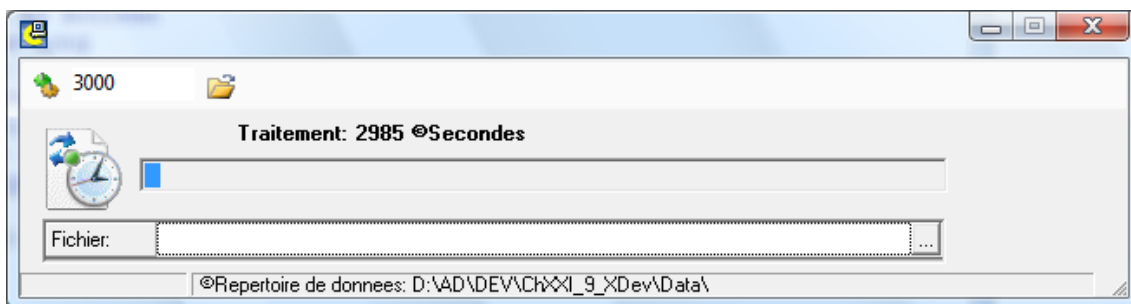 3000
Traitement: 2985 ©Secondes
Fichier:
...
©Repertoire de donnees: D:\AD\DEV\ChXXI_9_XDev\Data\